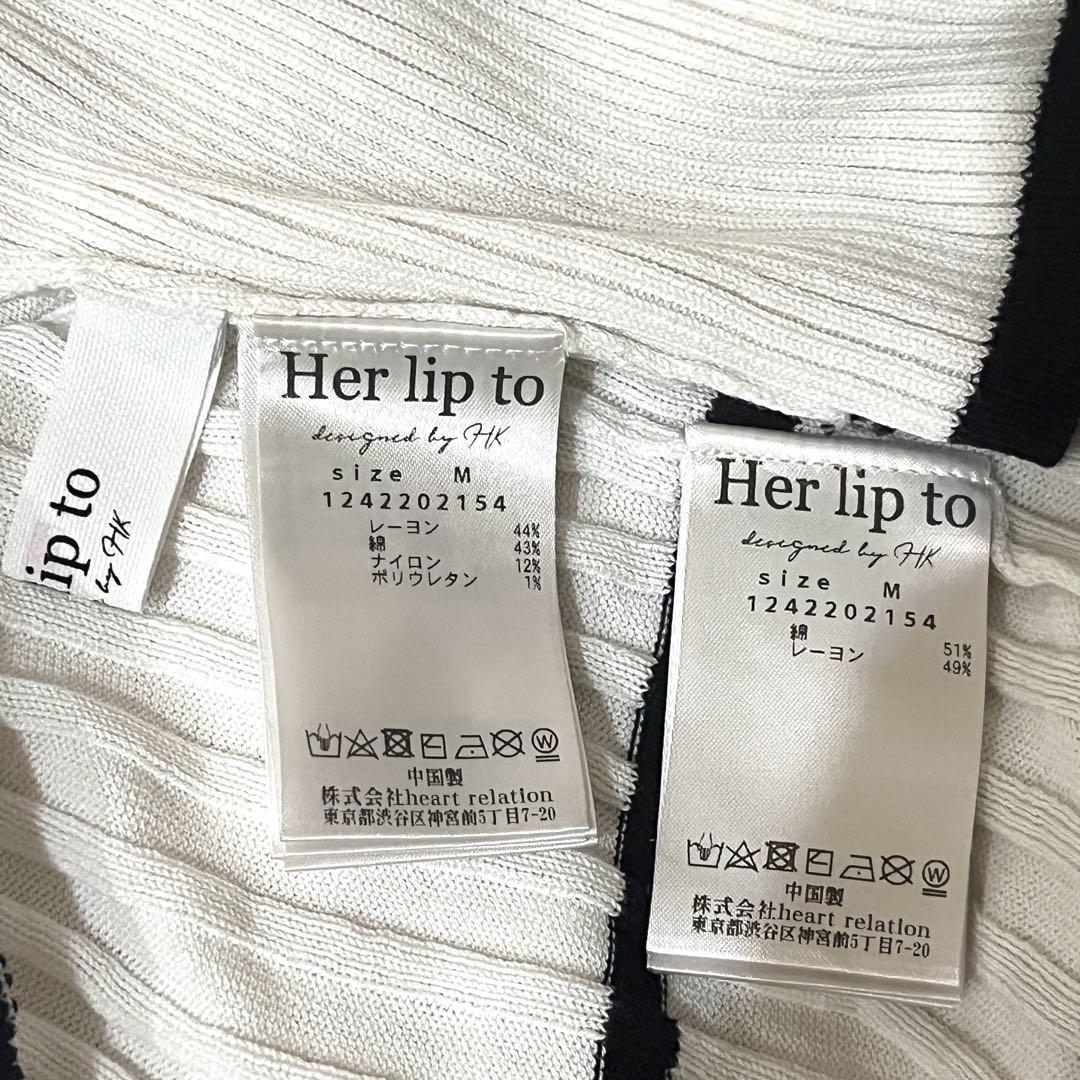 lip to
by HK
Her lip to
designed by HK
size M
1242202154
レーヨン 44%
綿 43%
ナイロン 12%
ポリウレタン 1%
中国製
株式会社heart relation
東京都渋谷区神宮前5丁目7-20
Her lip to
designed by HK
size M
1242202154
綿 51%
レーヨン 49%
中国製
株式会社heart relation
東京都渋谷区神宮前5丁目7-20